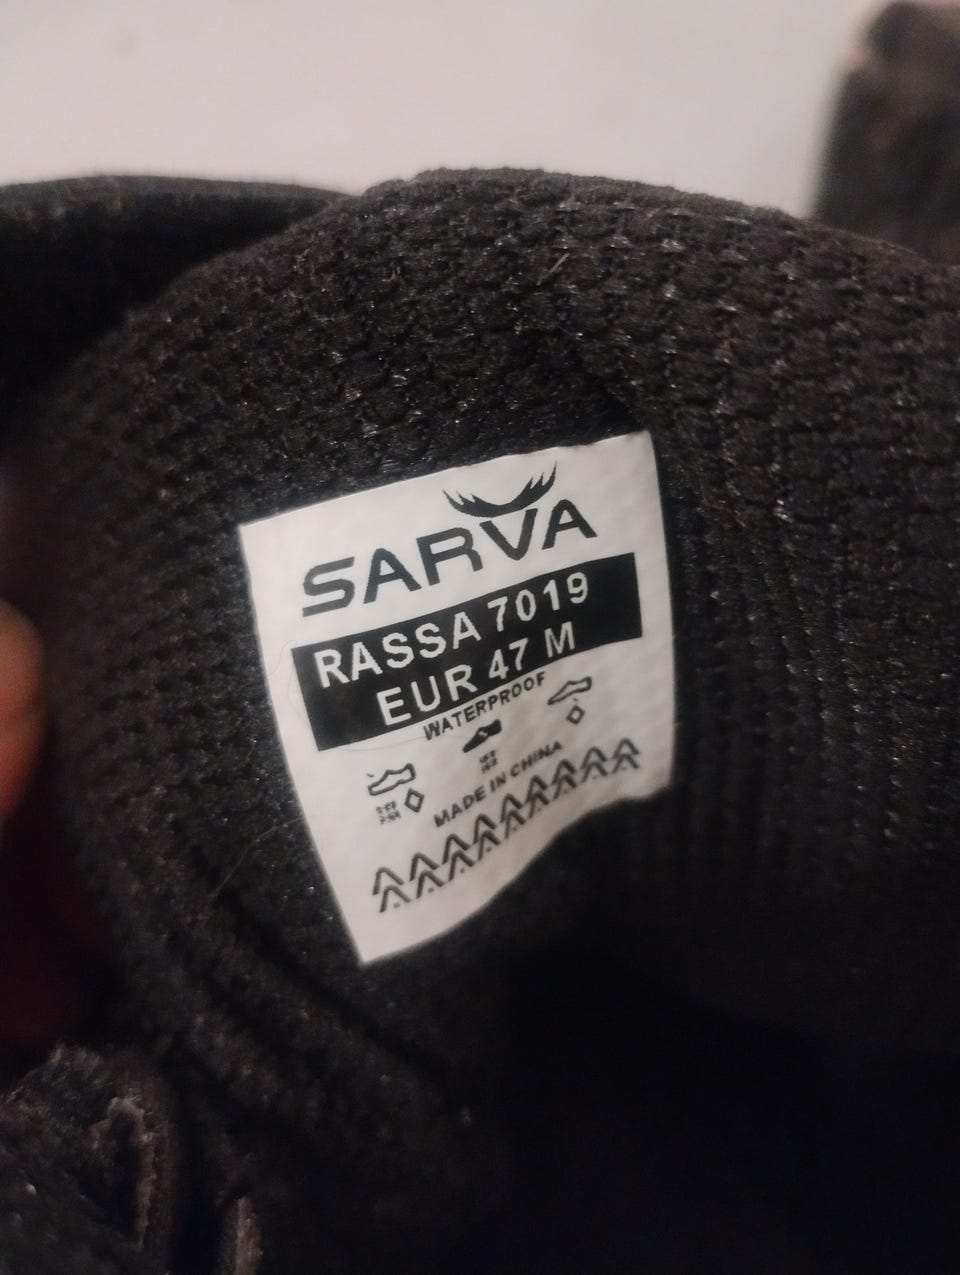 SARVA
RASSA 7019
EUR 47 M
WATERPROOF
MADE IN CHINA